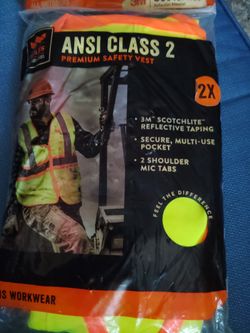 3M
ANSI CLASS 2
PREMIUM SAFETY VEST
2X
• 3M™ SCOTCHLITE™
REFLECTIVE TAPING
• SECURE, MULTI-USE
POCKET
• 2 SHOULDER
MIC TABS
FEEL THE DIFFERENCE
WORKWEAR